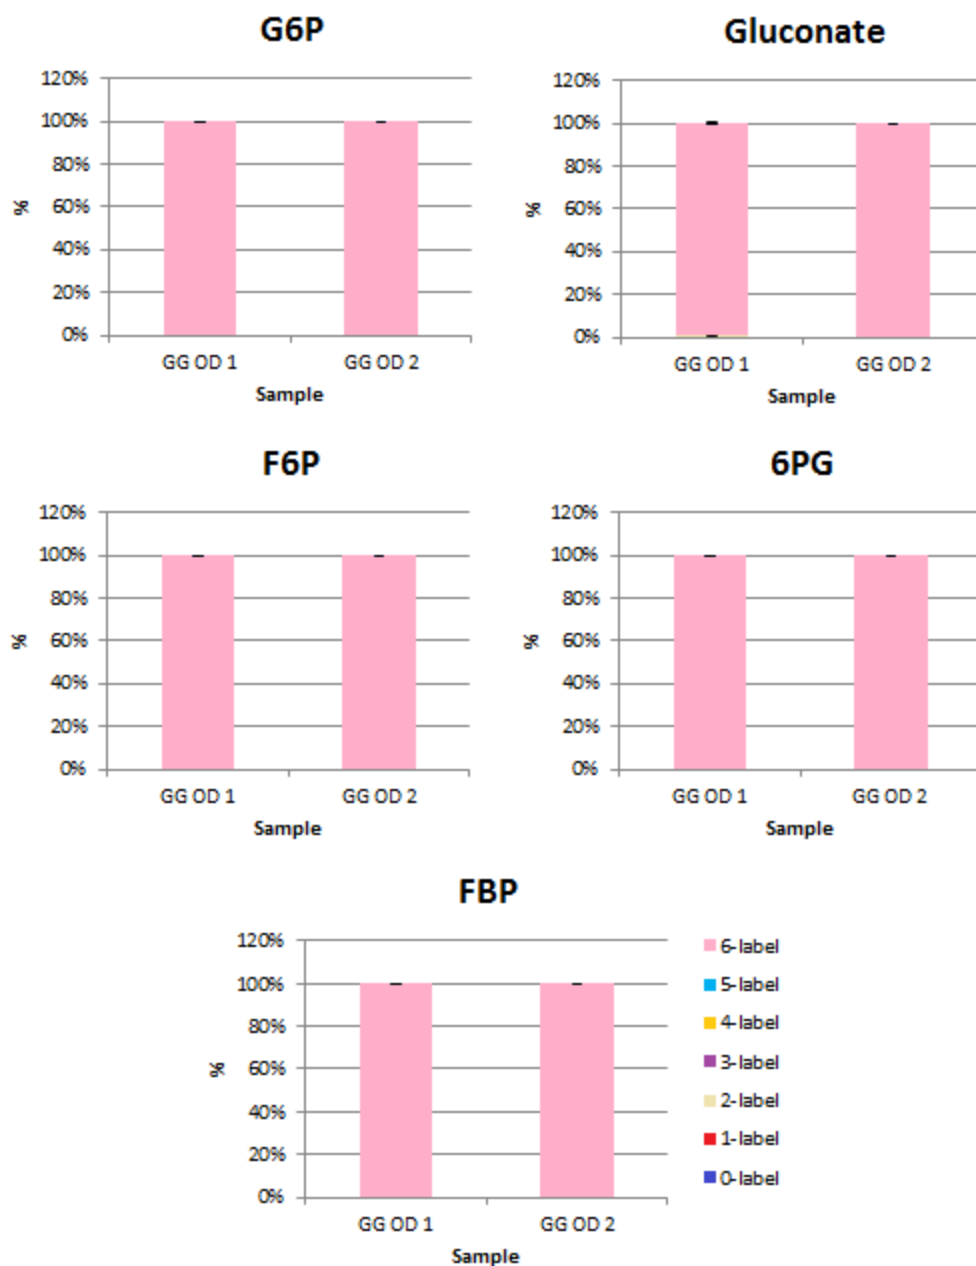 G6P
120%
100%
80%
60%
40%
20%
0%
%
GG OD 1 GG OD 2
Sample
Gluconate
120%
100%
80%
60%
40%
20%
0%
%
GG OD 1 GG OD 2
Sample
F6P
120%
100%
80%
60%
40%
20%
0%
%
GG OD 1 GG OD 2
Sample
6PG
120%
100%
80%
60%
40%
20%
0%
%
GG OD 1 GG OD 2
Sample
FBP
120%
100%
80%
60%
40%
20%
0%
%
GG OD 1 GG OD 2
Sample
6-label
5-label
4-label
3-label
2-label
1-label
0-label